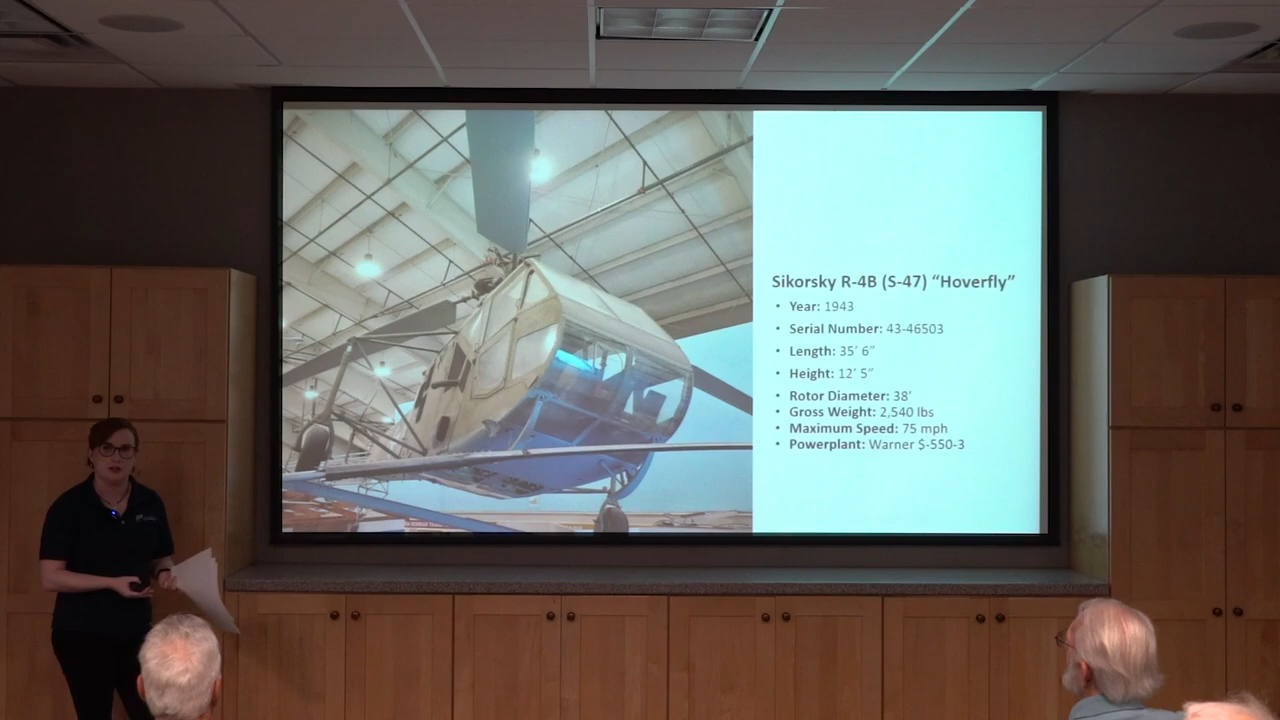 Sikorsky R-4B (S-47) “Hoverfly”
• Year: 1943
• Serial Number: 43-46503
• Length: 35’ 6”
• Height: 12’ 5”
• Rotor Diameter: 38’
• Gross Weight: 2,540 lbs
• Maximum Speed: 75 mph
• Powerplant: Warner $-550-3